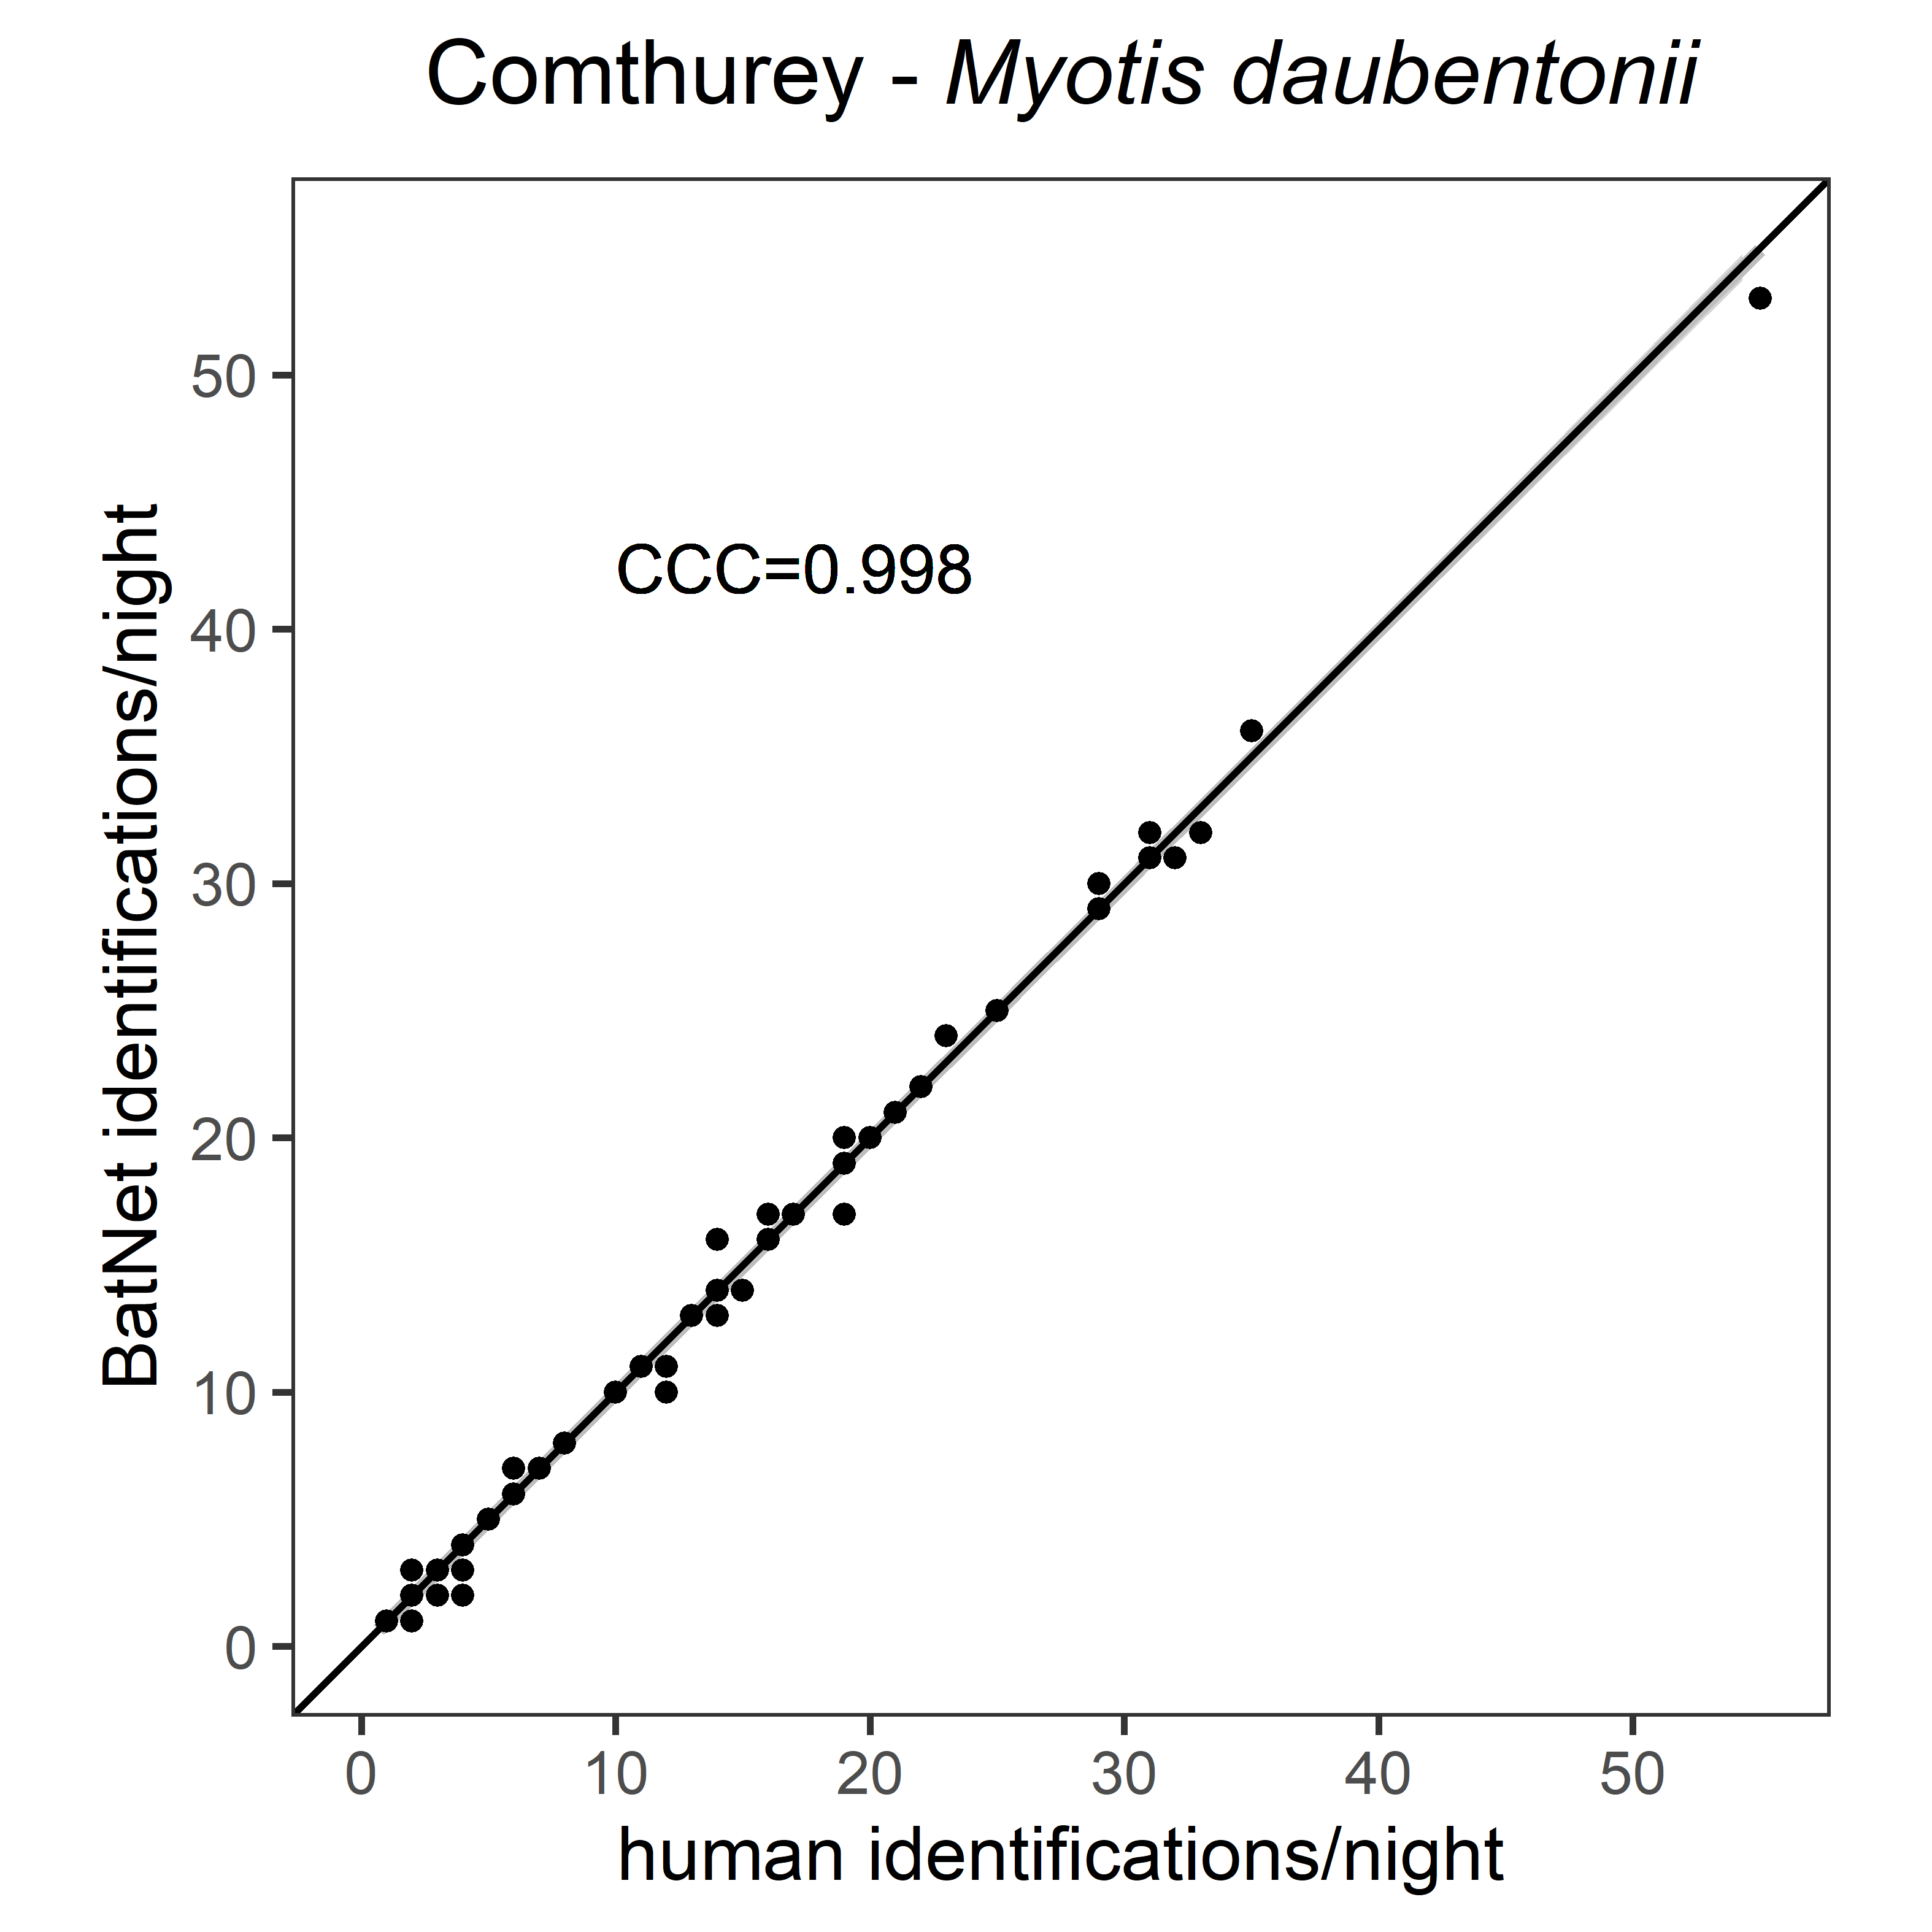 Comthurey - Myotis daubentonii
CCC=0.998
BatNet identifications/night
50
40
30
20
10
0
0 10 20 30 40 50
human identifications/night